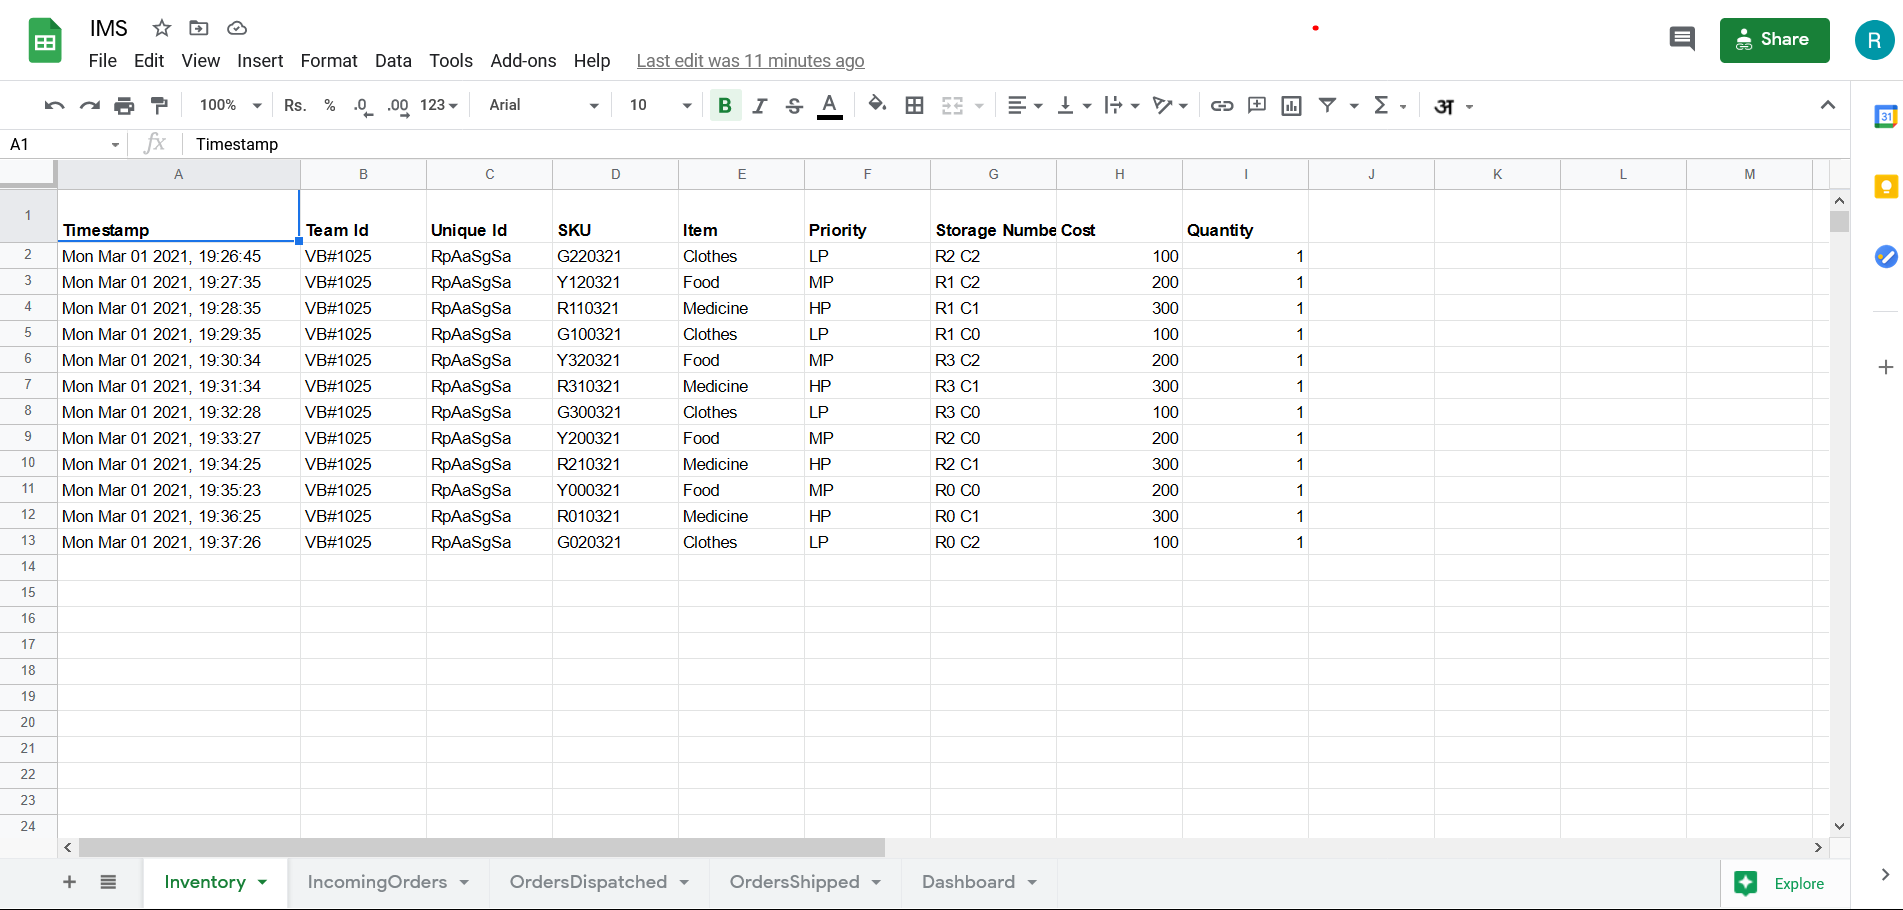 IMS
File Edit View Insert Format Data Tools Add-ons Help Last edit was 11 minutes ago
Share
R
100% Rs. % .0 .00 123 Arial 10 B I S A Σ अ
31
A1 fx Timestamp
A B C D E F G H I J K L M
1 Timestamp Team Id Unique Id SKU Item Priority Storage Numbe Cost Quantity
2 Mon Mar 01 2021, 19:26:45 VB#1025 RpAaSgSa G220321 Clothes LP R2 C2 100 1
3 Mon Mar 01 2021, 19:27:35 VB#1025 RpAaSgSa Y120321 Food MP R1 C2 200 1
4 Mon Mar 01 2021, 19:28:35 VB#1025 RpAaSgSa R110321 Medicine HP R1 C1 300 1
5 Mon Mar 01 2021, 19:29:35 VB#1025 RpAaSgSa G100321 Clothes LP R1 C0 100 1
6 Mon Mar 01 2021, 19:30:34 VB#1025 RpAaSgSa Y320321 Food MP R3 C2 200 1
7 Mon Mar 01 2021, 19:31:34 VB#1025 RpAaSgSa R310321 Medicine HP R3 C1 300 1
8 Mon Mar 01 2021, 19:32:28 VB#1025 RpAaSgSa G300321 Clothes LP R3 C0 100 1
9 Mon Mar 01 2021, 19:33:27 VB#1025 RpAaSgSa Y200321 Food MP R2 C0 200 1
10 Mon Mar 01 2021, 19:34:25 VB#1025 RpAaSgSa R210321 Medicine HP R2 C1 300 1
11 Mon Mar 01 2021, 19:35:23 VB#1025 RpAaSgSa Y000321 Food MP R0 C0 200 1
12 Mon Mar 01 2021, 19:36:25 VB#1025 RpAaSgSa R010321 Medicine HP R0 C1 300 1
13 Mon Mar 01 2021, 19:37:26 VB#1025 RpAaSgSa G020321 Clothes LP R0 C2 100 1
14
15
16
17
18
19
20
21
22
23
24
Inventory IncomingOrders OrdersDispatched OrdersShipped Dashboard Explore